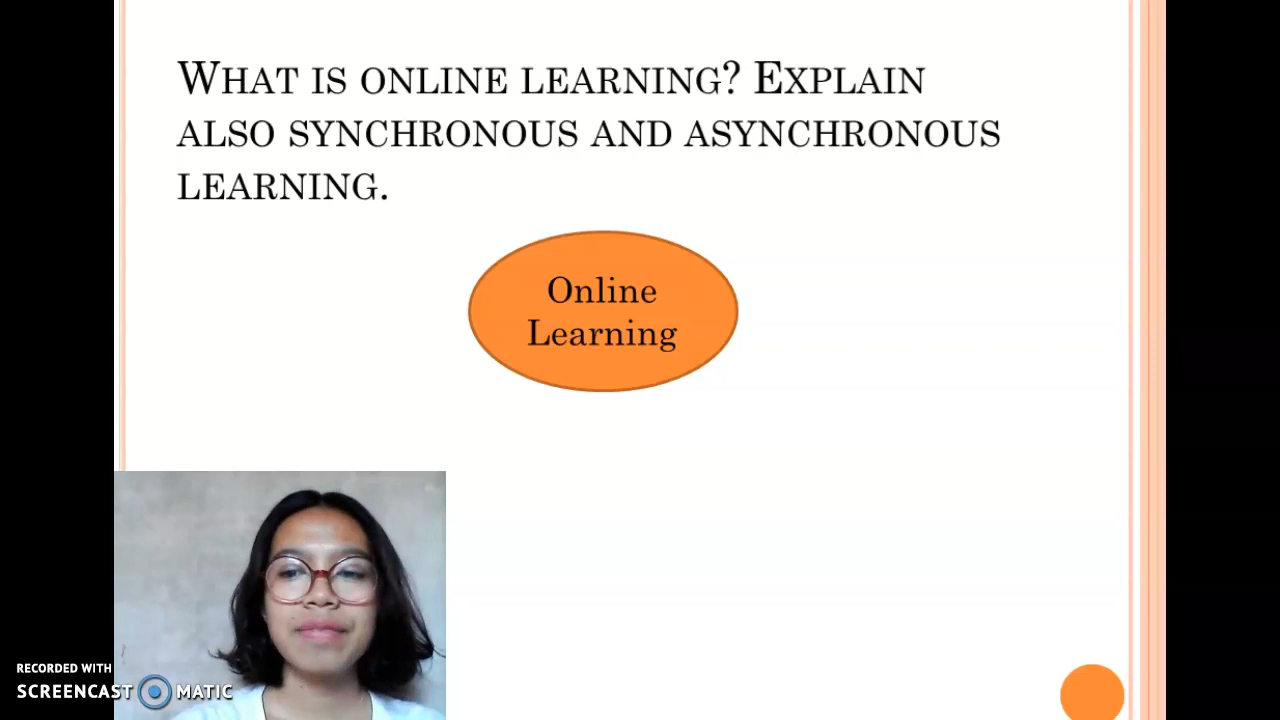 What is online learning? Explain
also synchronous and asynchronous
learning.
Online
Learning
RECORDED WITH
SCREENCAST MATIC